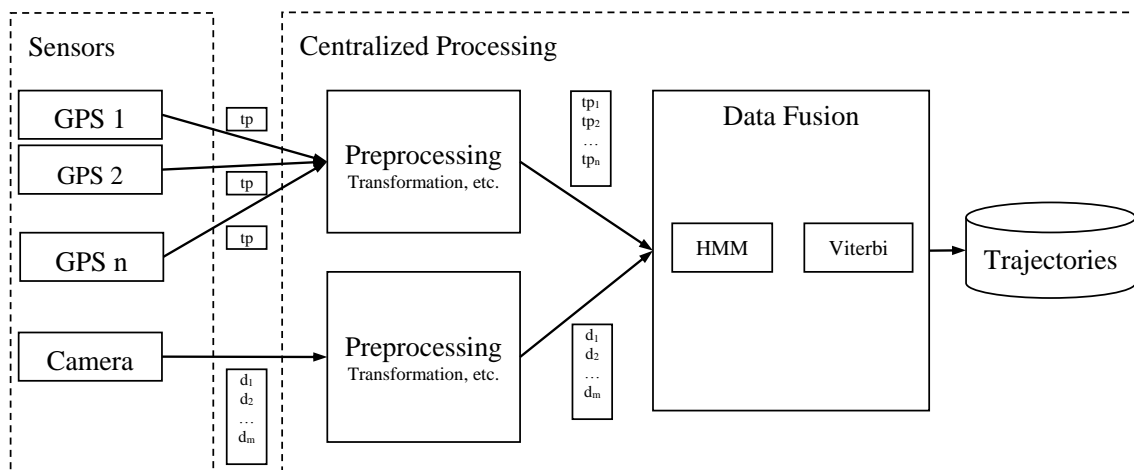 Sensors
Centralized Processing
GPS 1
GPS 2
GPS n
Camera
tp
tp
tp
d₁
d₂
…
dₘ
Preprocessing
Transformation, etc.
Preprocessing
Transformation, etc.
tp₁
tp₂
…
tpₙ
d₁
d₂
…
dₘ
Data Fusion
HMM
Viterbi
Trajectories